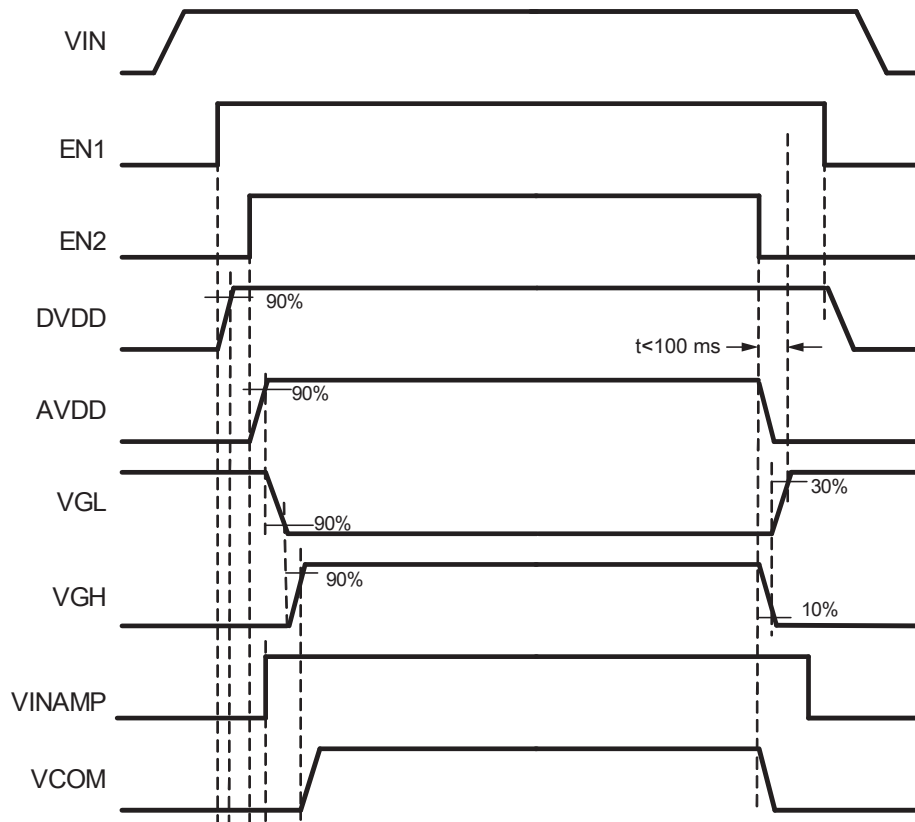 VIN
EN1
EN2
DVDD
90%
t<100 ms
AVDD
90%
VGL
30%
90%
VGH
90%
10%
VINAMP
VCOM